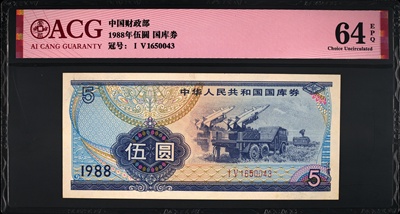 ACG
AI CANG GUARANTY
中国财政部
1988年伍圆 国库券
冠号: I V1650043
64 EPQ
Choice Uncirculated
5
中华人民共和国国库券
1988
伍圆
I V 1650043
5